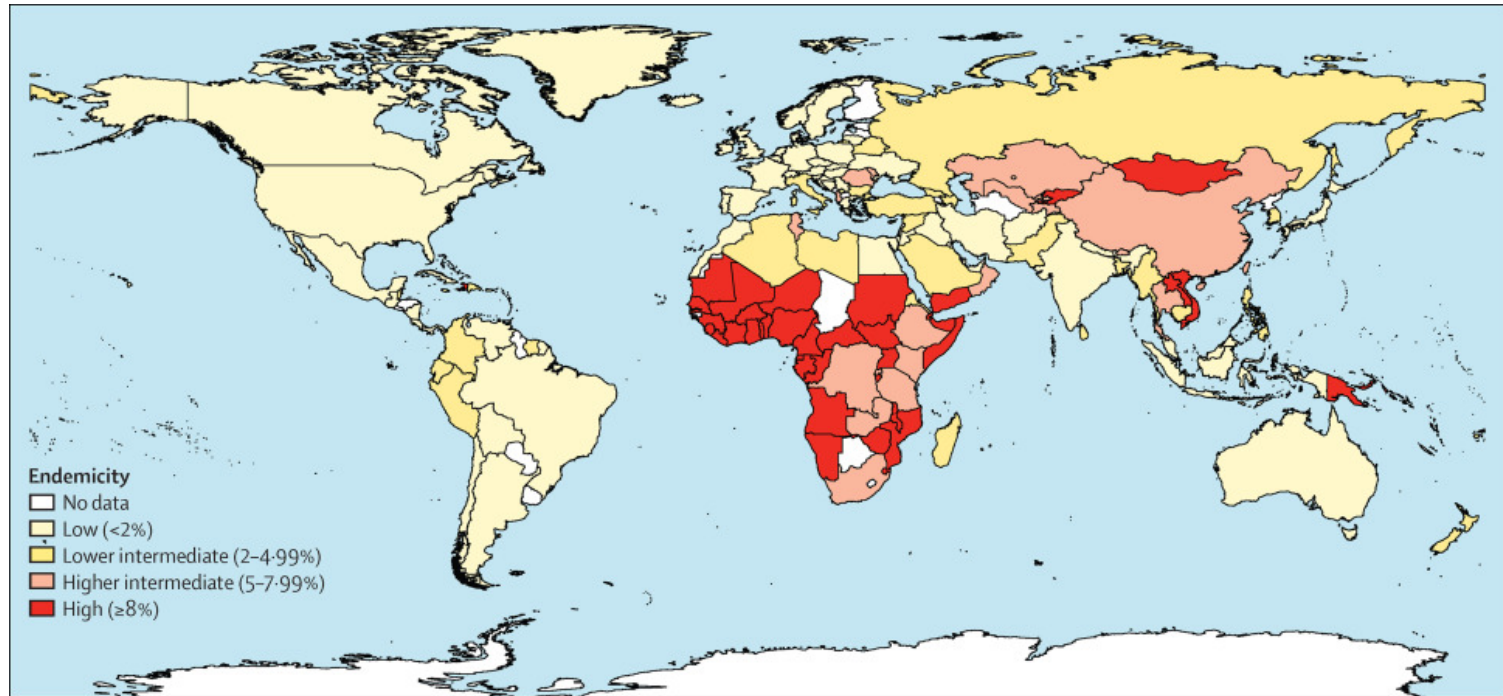 Endemicity
No data
Low (<2%)
Lower intermediate (2–4·99%)
Higher intermediate (5–7·99%)
High (≥8%)